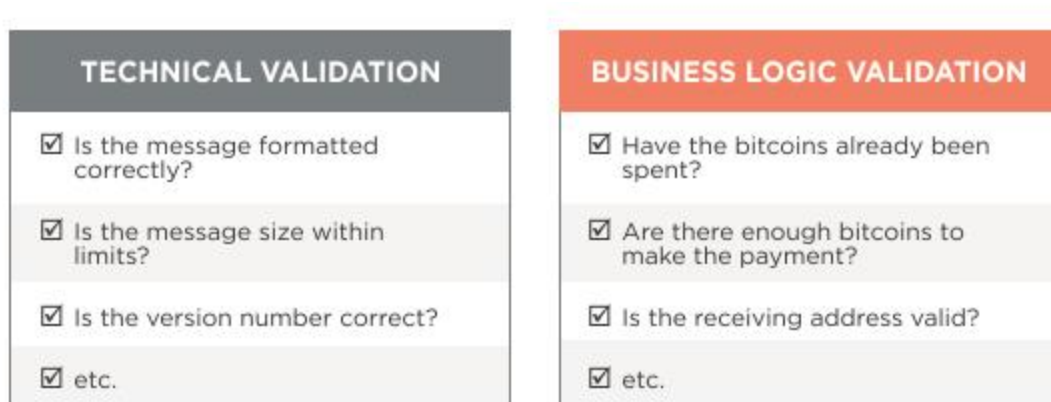 TECHNICAL VALIDATION
☑ Is the message formatted
correctly?
☑ Is the message size within
limits?
☑ Is the version number correct?
☑ etc.
BUSINESS LOGIC VALIDATION
☑ Have the bitcoins already been
spent?
☑ Are there enough bitcoins to
make the payment?
☑ Is the receiving address valid?
☑ etc.